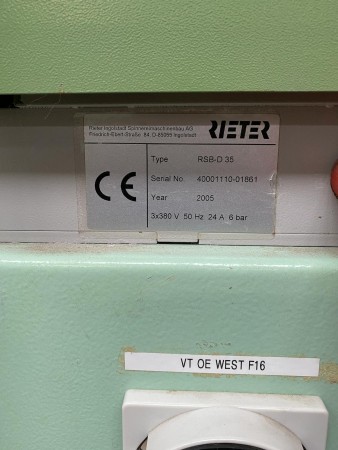 Rieter Ingolstadt Spinnereimaschinenbau AG
Friedrich-Ebert-Straße 84, D-85055 Ingolstadt
RIETER
CE
Type RSB-D 35
Serial No. 40001110-01861
Year 2005
3x380 V 50 Hz 24 A 6 bar
VT OE WEST F16